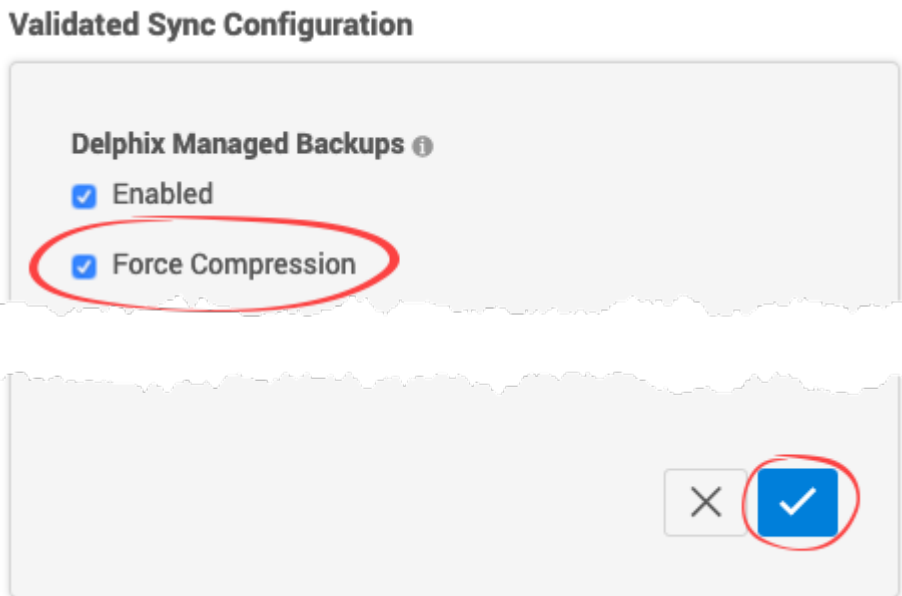 Validated Sync Configuration
Delphix Managed Backups
Enabled
Force Compression